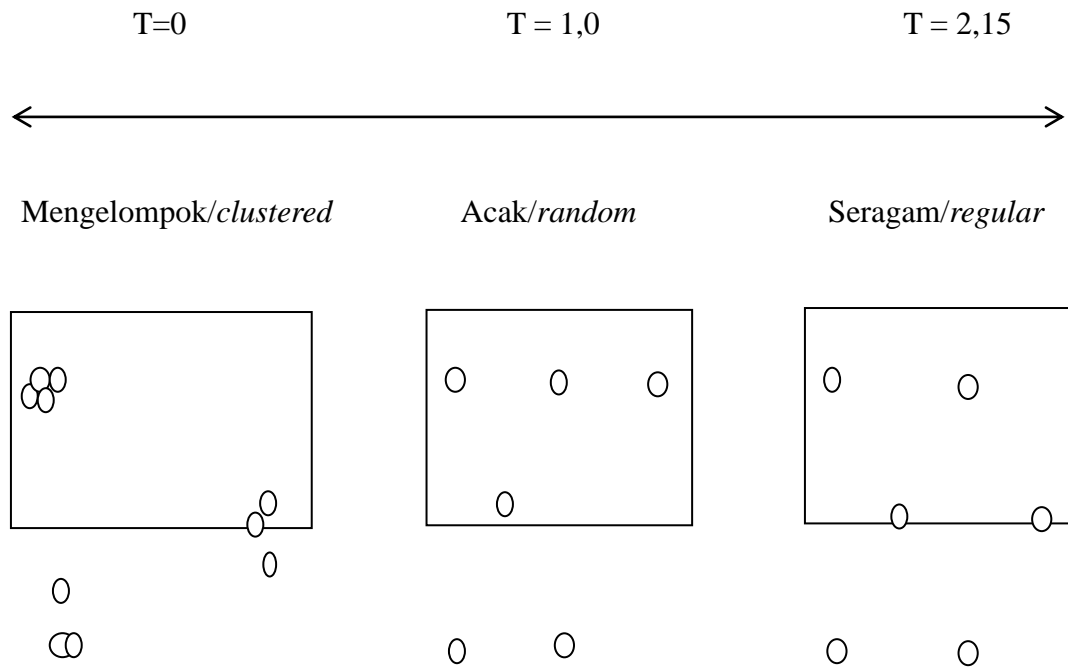 T=0 T = 1,0 T = 2,15
Mengelompok/clustered Acak/random Seragam/regular